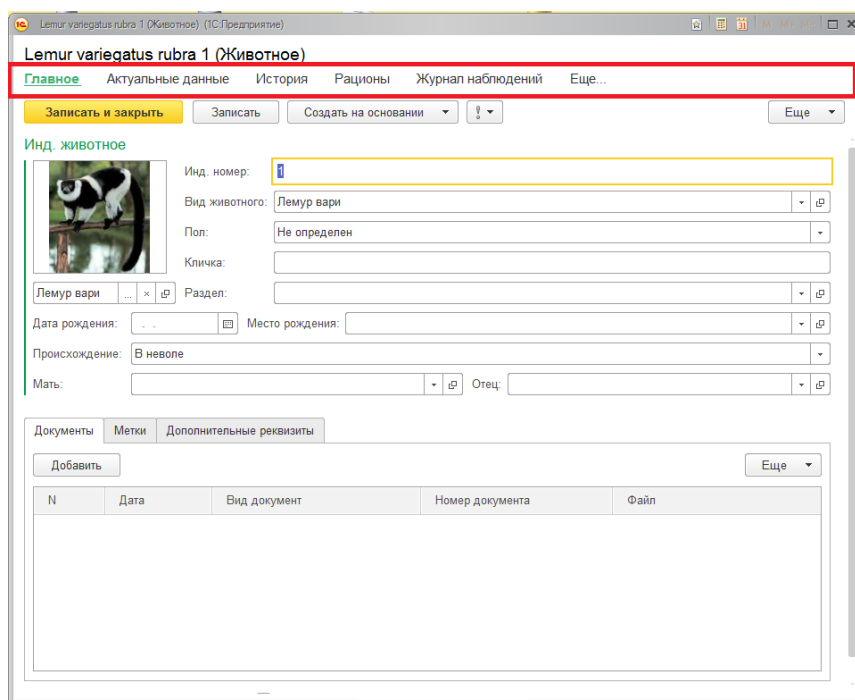 1C Lemur variegatus rubra 1 (Животное) (1С:Предприятие) 31 M M+ M-
Lemur variegatus rubra 1 (Животное)
Главное Актуальные данные История Рационы Журнал наблюдений Еще...
Записать и закрыть Записать Создать на основании Еще
Инд. животное
Инд. номер: 1
Вид животного: Лемур вари
Пол: Не определен
Кличка:
Лемур вари ... × Раздел:
Дата рождения: . . Место рождения:
Происхождение: В неволе
Мать: Отец:
Документы Метки Дополнительные реквизиты
Добавить Еще
N Дата Вид документ Номер документа Файл